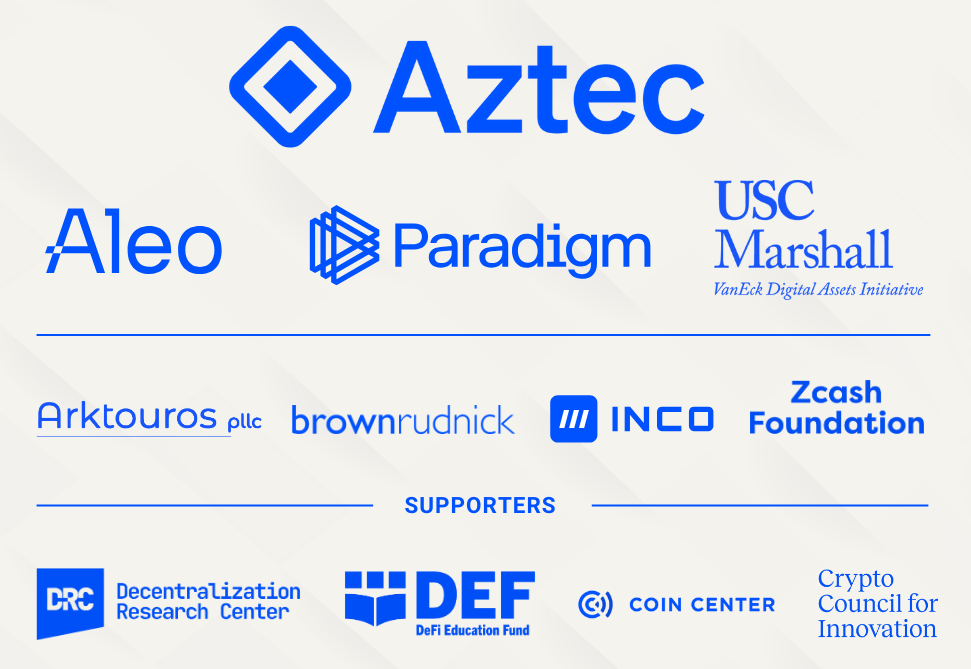 Aztec
Aleo
Paradigm
USC
Marshall
VanEck Digital Assets Initiative
Arktouros pllc
brownrudnick
INCO
Zcash
Foundation
SUPPORTERS
DRC
Decentralization
Research Center
DEF
DeFi Education Fund
COIN CENTER
Crypto
Council for
Innovation